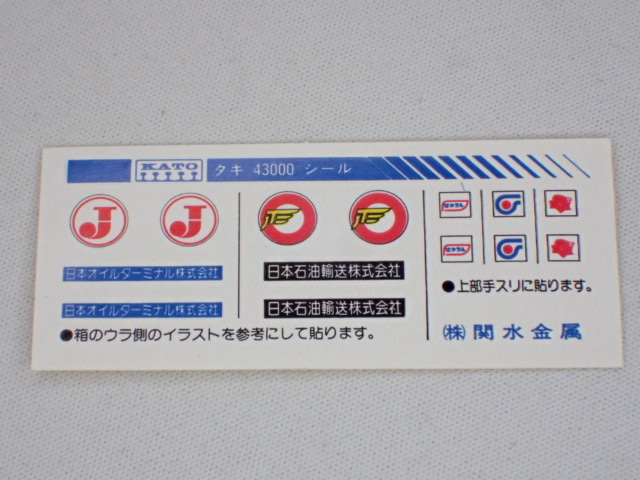 KATO
タキ 43000 シール
J J
日本オイルターミナル株式会社
日本オイルターミナル株式会社
日本石油輸送株式会社
日本石油輸送株式会社
●箱のウラ側のイラストを参考にして貼ります。
●上部手スリに貼ります。
㈱ 関水金属